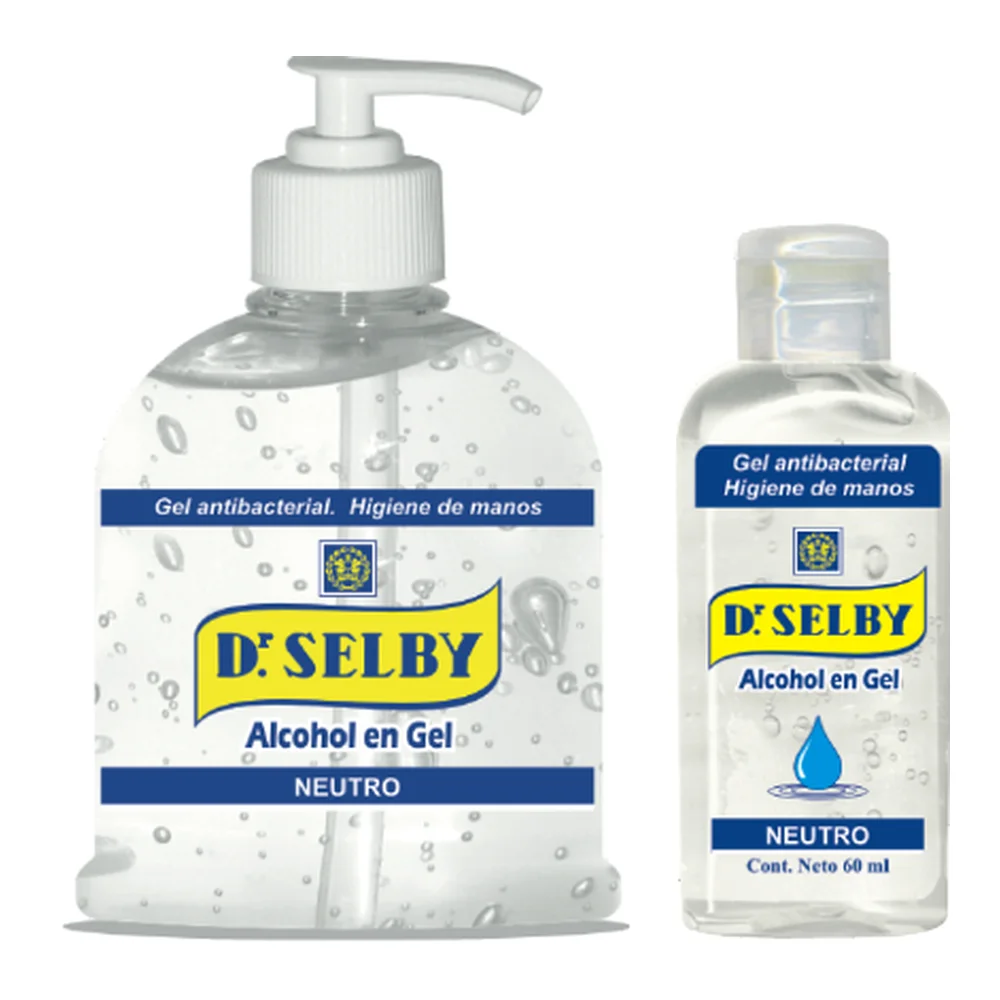 Gel antibacterial. Higiene de manos
Dr. SELBY
Alcohol en Gel
NEUTRO
Gel antibacterial
Higiene de manos
Dr. SELBY
Alcohol en Gel
NEUTRO
Cont. Neto 60 ml